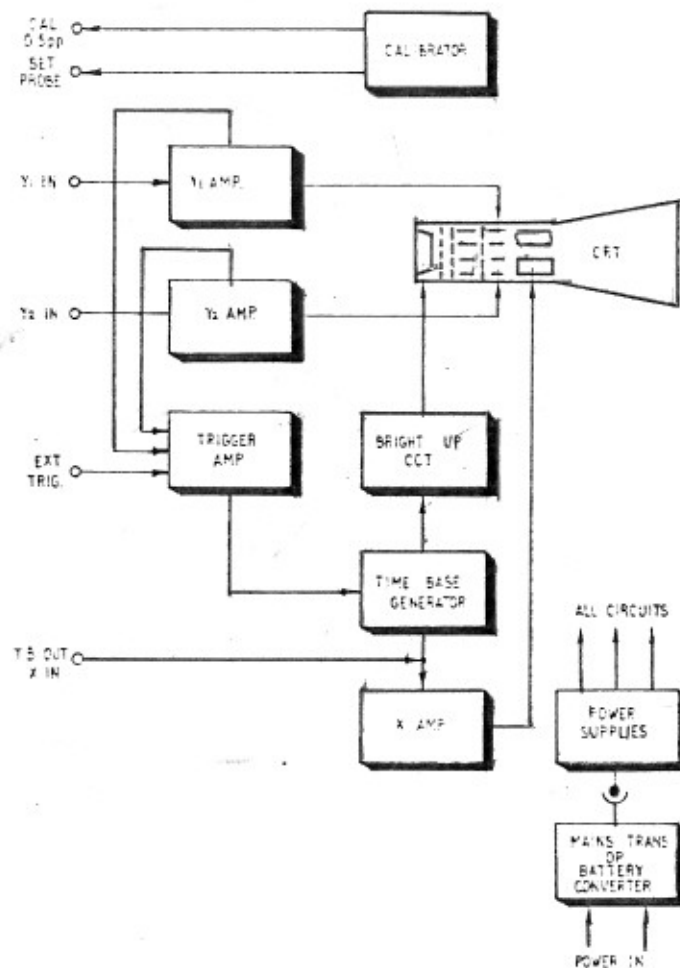 CAL
0.5pp
SET
PROBE
CALIBRATOR
Y1 IN
Y1 AMP.
CRT
Y2 IN
Y2 AMP.
TRIGGER
AMP.
EXT
TRIG.
BRIGHT UP
CCT
TIME BASE
GENERATOR
ALL CIRCUITS
T B OUT
X IN
X AMP
POWER
SUPPLIES
MAINS TRANS
OR
BATTERY
CONVERTER
POWER IN